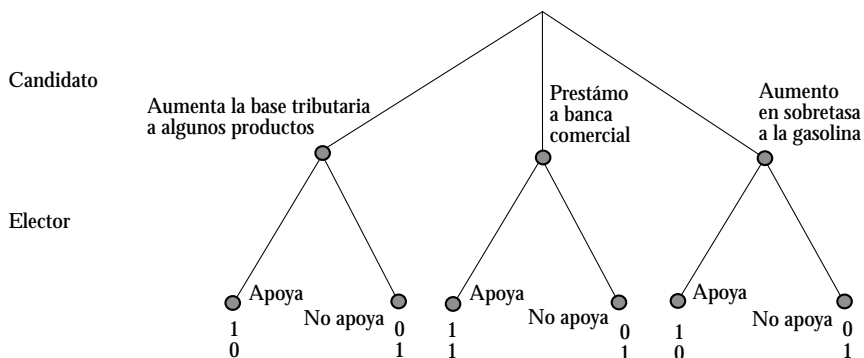 Candidato
Aumenta la base tributaria
a algunos productos
Prestámo
a banca
comercial
Aumento
en sobretasa
a la gasolina
Elector
Apoya No apoya Apoya No apoya Apoya No apoya
1 0 1 0 1 0
0 1 1 1 0 1